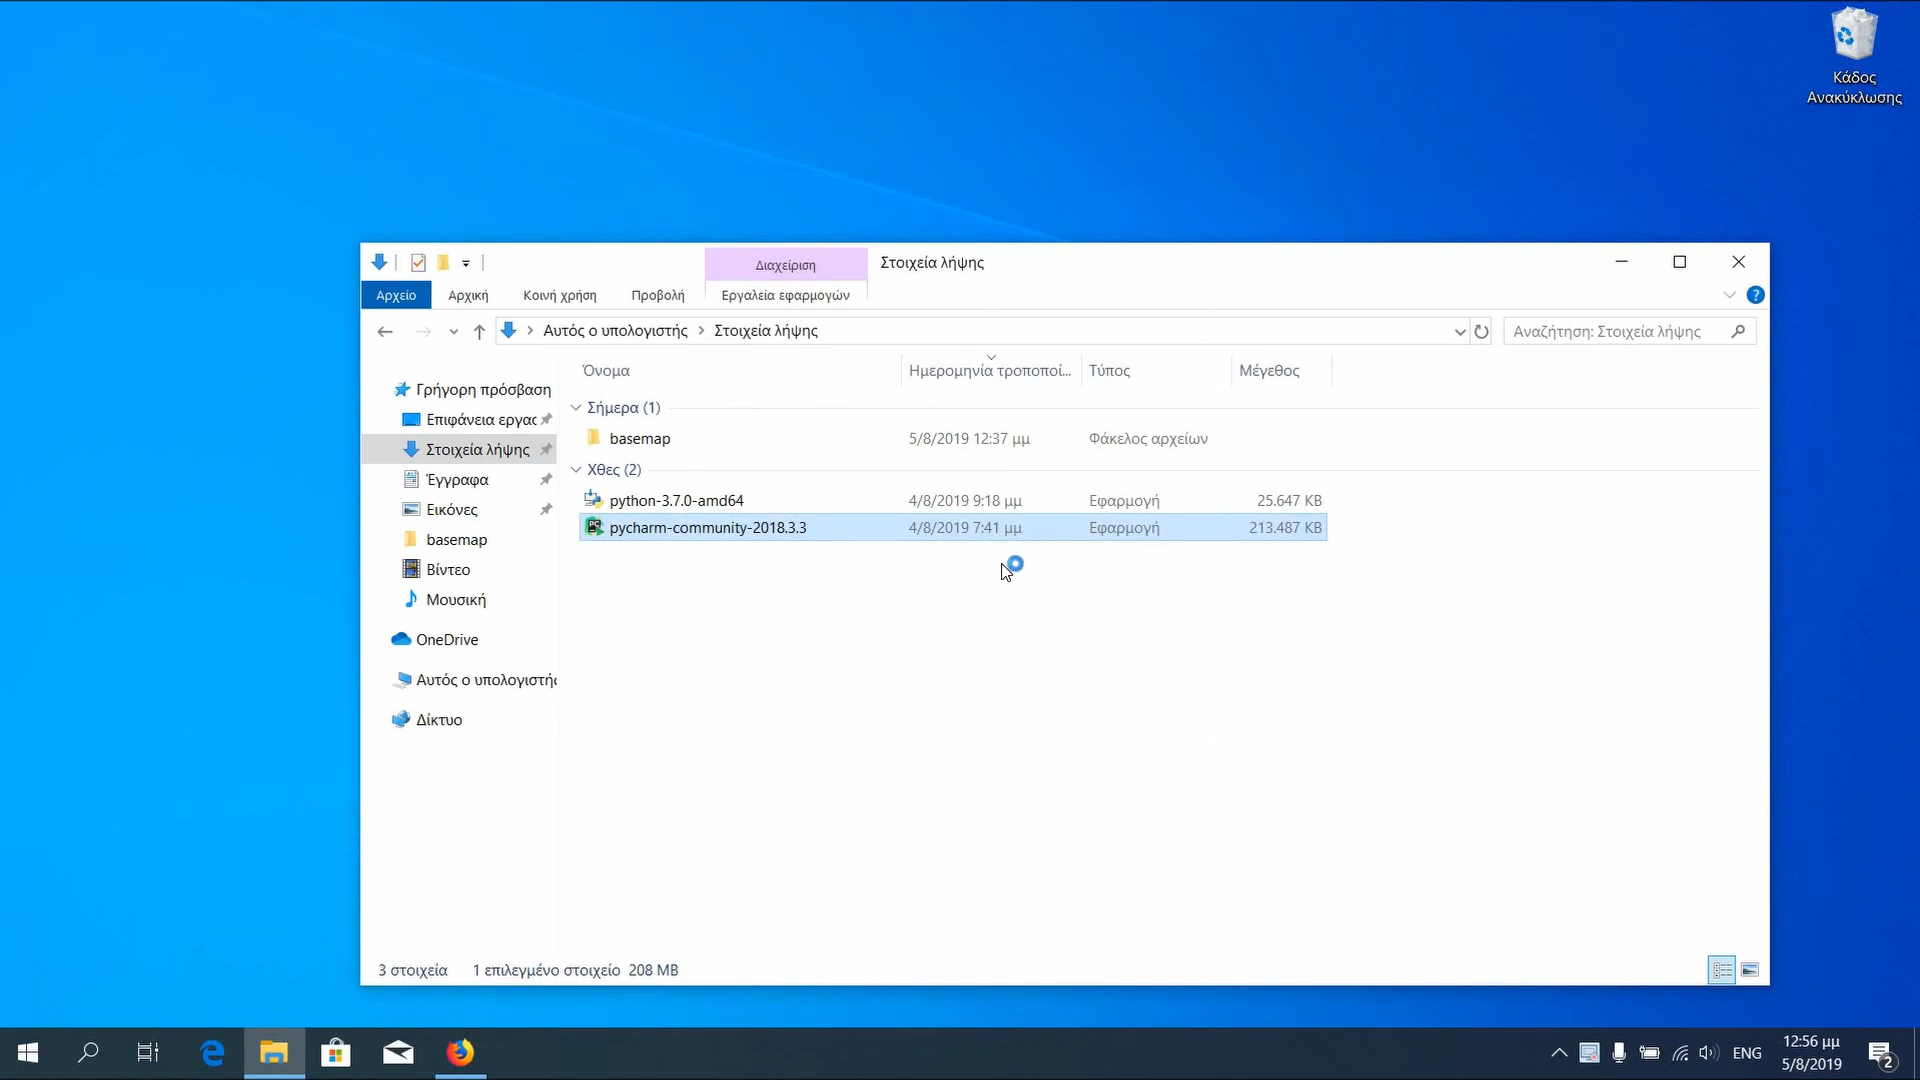 Κάδος
Ανακύκλωσης
Διαχείριση
Στοιχεία λήψης
Αρχείο
Αρχική
Κοινή χρήση
Προβολή
Εργαλεία εφαρμογών
Αυτός ο υπολογιστής
Στοιχεία λήψης
Αναζήτηση: Στοιχεία λήψης
Όνομα
Ημερομηνία τροποποί...
Τύπος
Μέγεθος
Γρήγορη πρόσβαση
Επιφάνεια εργας
Στοιχεία λήψης
Έγγραφα
Εικόνες
basemap
Βίντεο
Μουσική
OneDrive
Αυτός ο υπολογιστής
Δίκτυο
Σήμερα (1)
basemap 5/8/2019 12:37 μμ Φάκελος αρχείων
Χθες (2)
python-3.7.0-amd64 4/8/2019 9:18 μμ Εφαρμογή 25.647 KB
pycharm-community-2018.3.3 4/8/2019 7:41 μμ Εφαρμογή 213.487 KB
3 στοιχεία 1 επιλεγμένο στοιχείο 208 MB
ENG
12:56 μμ
5/8/2019
2